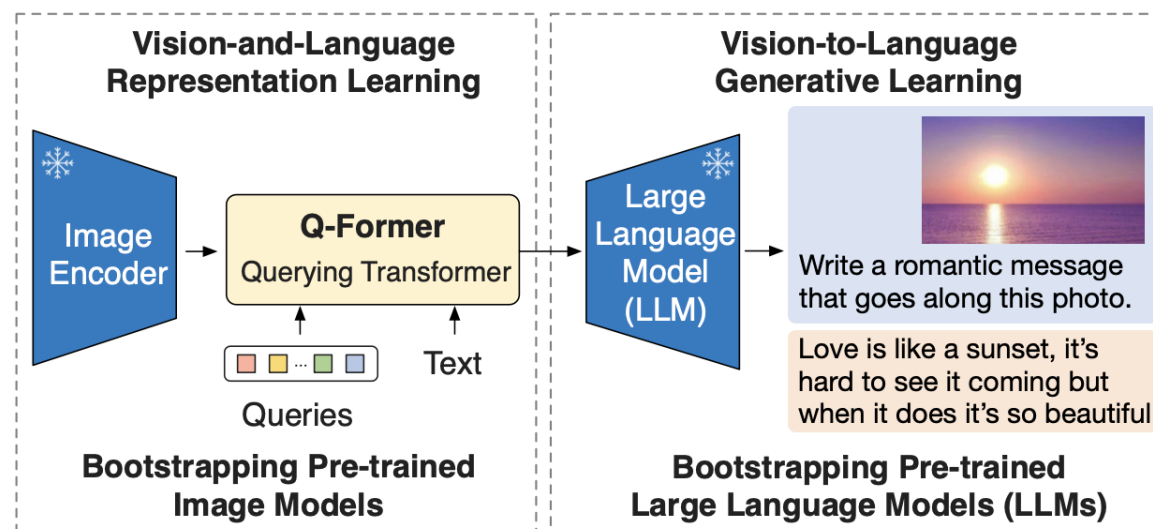 Vision-and-Language
Representation Learning
Image
Encoder
Q-Former
Querying Transformer
...
Queries
Text
Bootstrapping Pre-trained
Image Models
Vision-to-Language
Generative Learning
Large
Language
Model
(LLM)
Write a romantic message
that goes along this photo.
Love is like a sunset, it's
hard to see it coming but
when it does it's so beautiful
Bootstrapping Pre-trained
Large Language Models (LLMs)